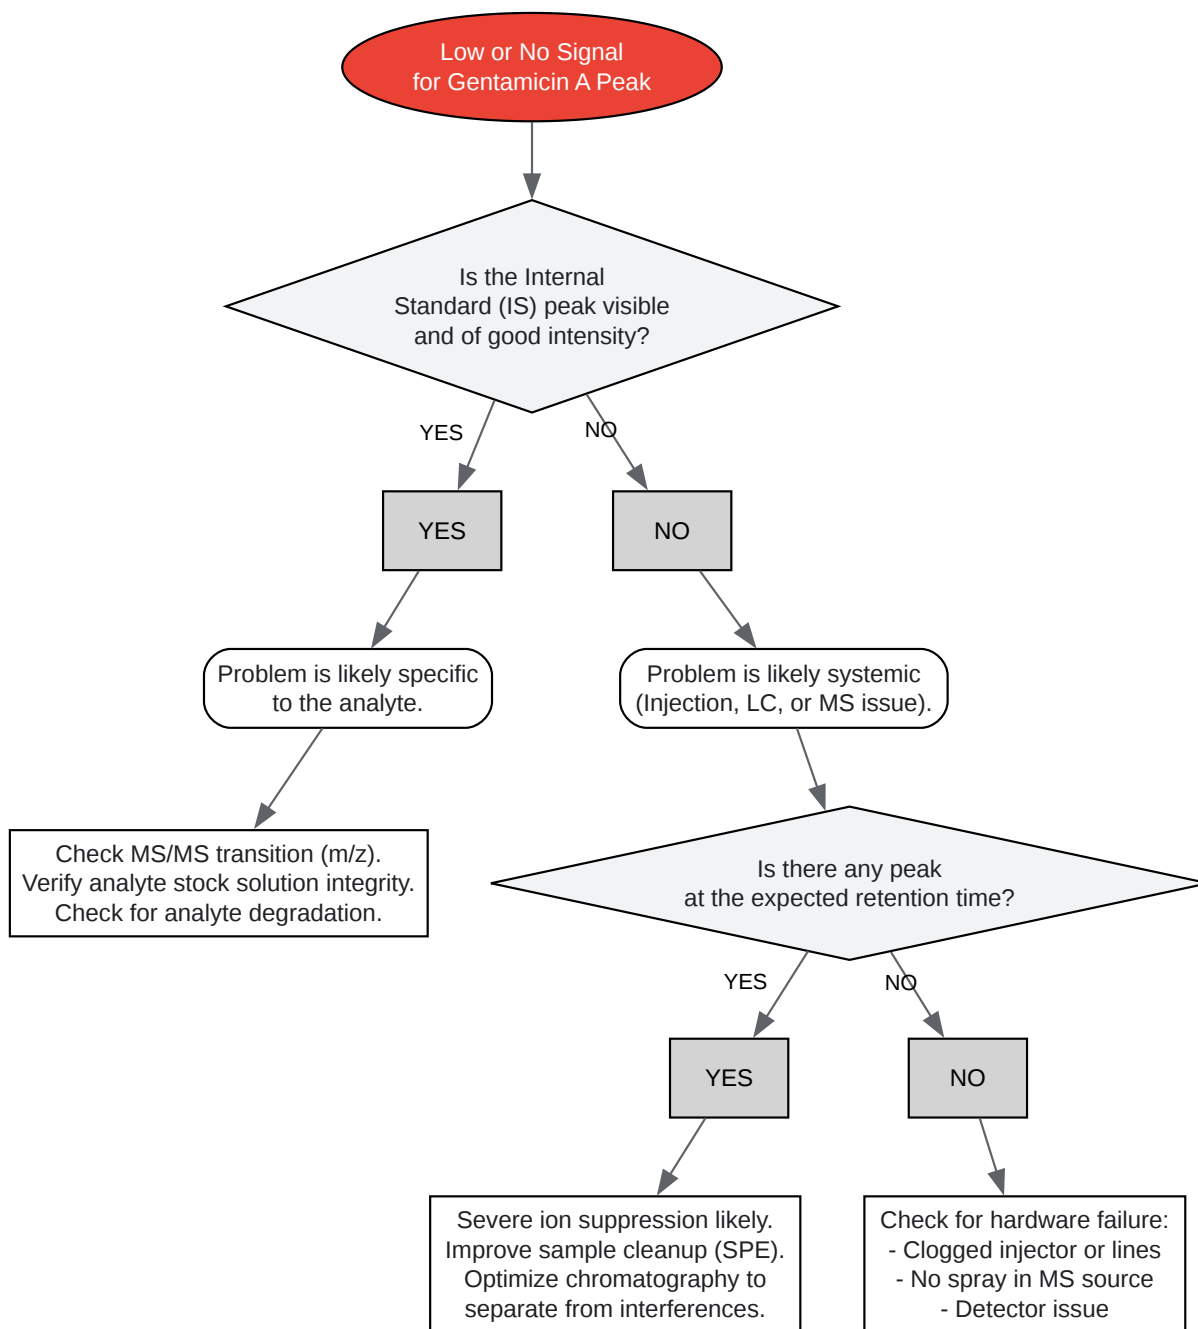 Low or No Signal
for Gentamicin A Peak
Is the Internal
Standard (IS) peak visible
and of good intensity?
YES
NO
YES
NO
Problem is likely specific
to the analyte.
Problem is likely systemic
(Injection, LC, or MS issue).
Check MS/MS transition (m/z).
Verify analyte stock solution integrity.
Check for analyte degradation.
Is there any peak
at the expected retention time?
YES
NO
YES
NO
Severe ion suppression likely.
Improve sample cleanup (SPE).
Optimize chromatography to
separate from interferences.
Check for hardware failure:
- Clogged injector or lines
- No spray in MS source
- Detector issue